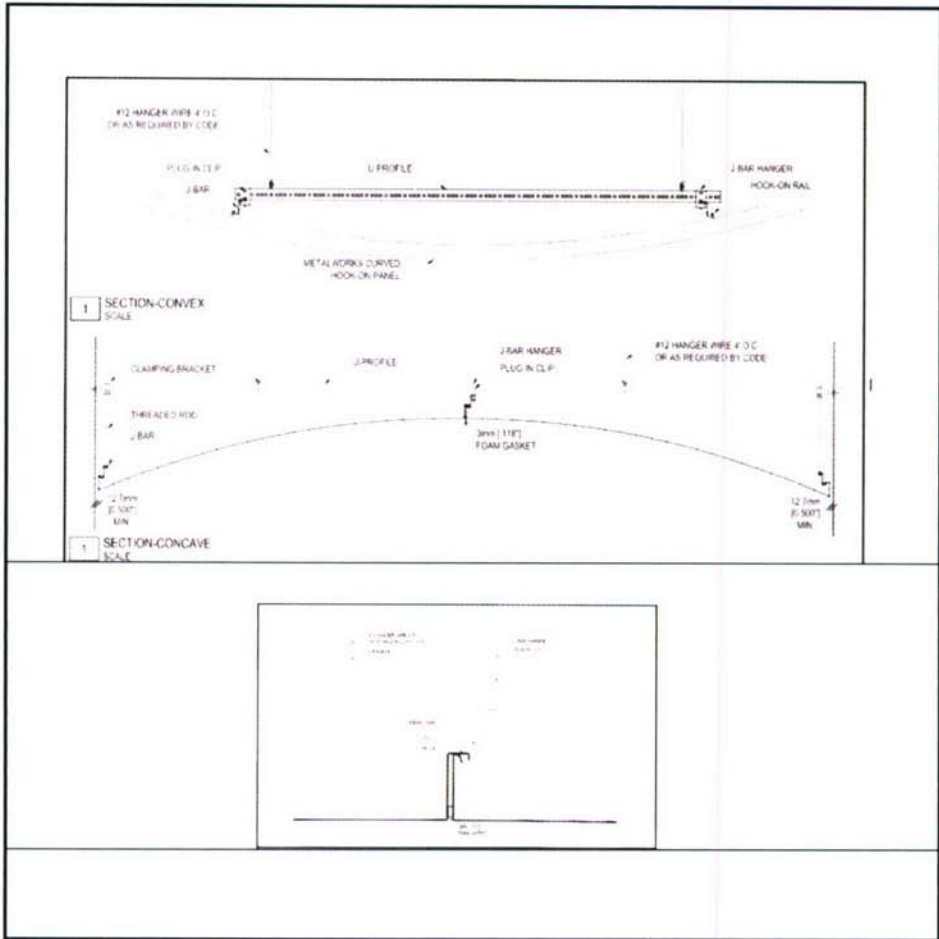 #12 HANGER WIRE 4' O.C.
OR AS REQUIRED BY CODE
PLUG IN CLIP
J-BAR
U-PROFILE
J-BAR HANGER
HOOK-ON RAIL
METALWORKS CURVED
HOOK-ON PANEL
1 SECTION-CONVEX
SCALE
CLAMPING BRACKET
U-PROFILE
J-BAR HANGER
PLUG IN CLIP
#12 HANGER WIRE 4' O.C.
OR AS REQUIRED BY CODE
THREADED ROD
J-BAR
3mm [.118"]
FOAM GASKET
12.7mm
[0.500"]
MIN
12.7mm
[0.500"]
MIN
1 SECTION-CONCAVE
SCALE